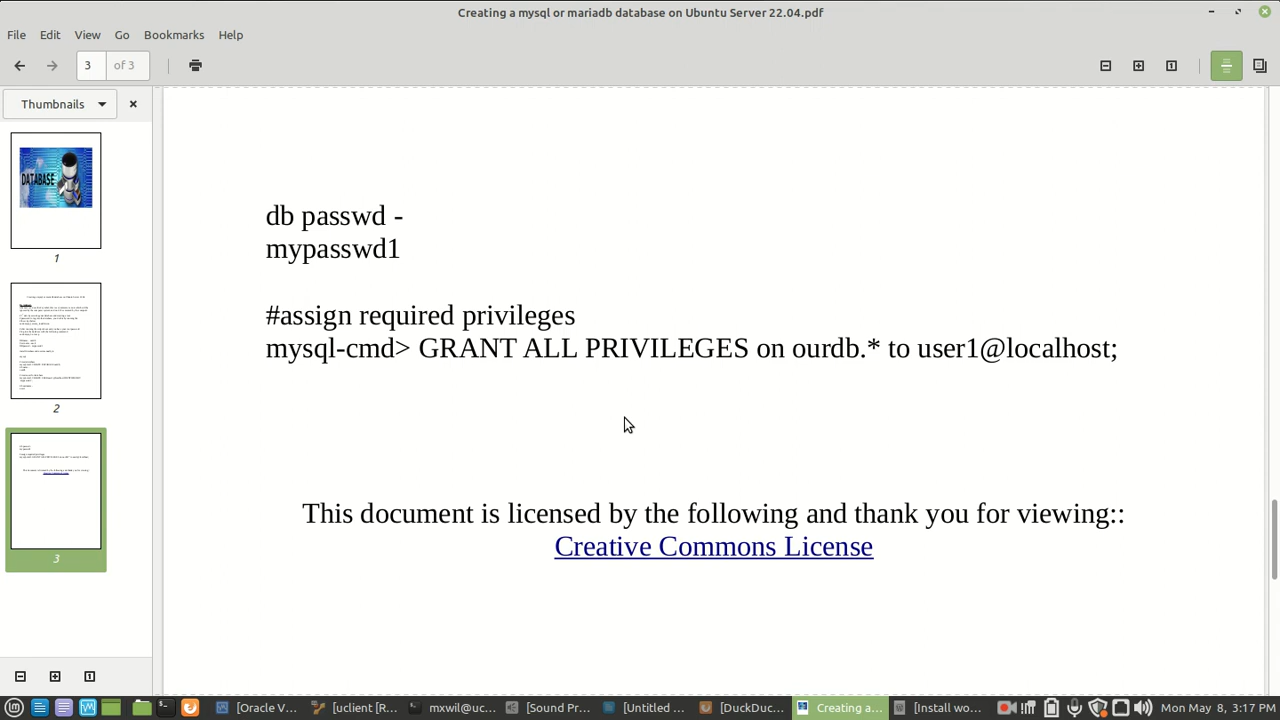 Creating a mysql or mariadb database on Ubuntu Server 22.04.pdf
File Edit View Go Bookmarks Help
3 of 3
Thumbnails
DATABASE
1
2
3
db passwd -
mypasswd1
#assign required privileges
mysql-cmd> GRANT ALL PRIVILEGES on ourdb.* to user1@localhost;
This document is licensed by the following and thank you for viewing::
Creative Commons License
[Oracle V... [uclient [R... mxwil@uc... [Sound Pr... [Untitled ... [DuckDuc... Creating a... [Install wo... Mon May 8, 3:17 PM